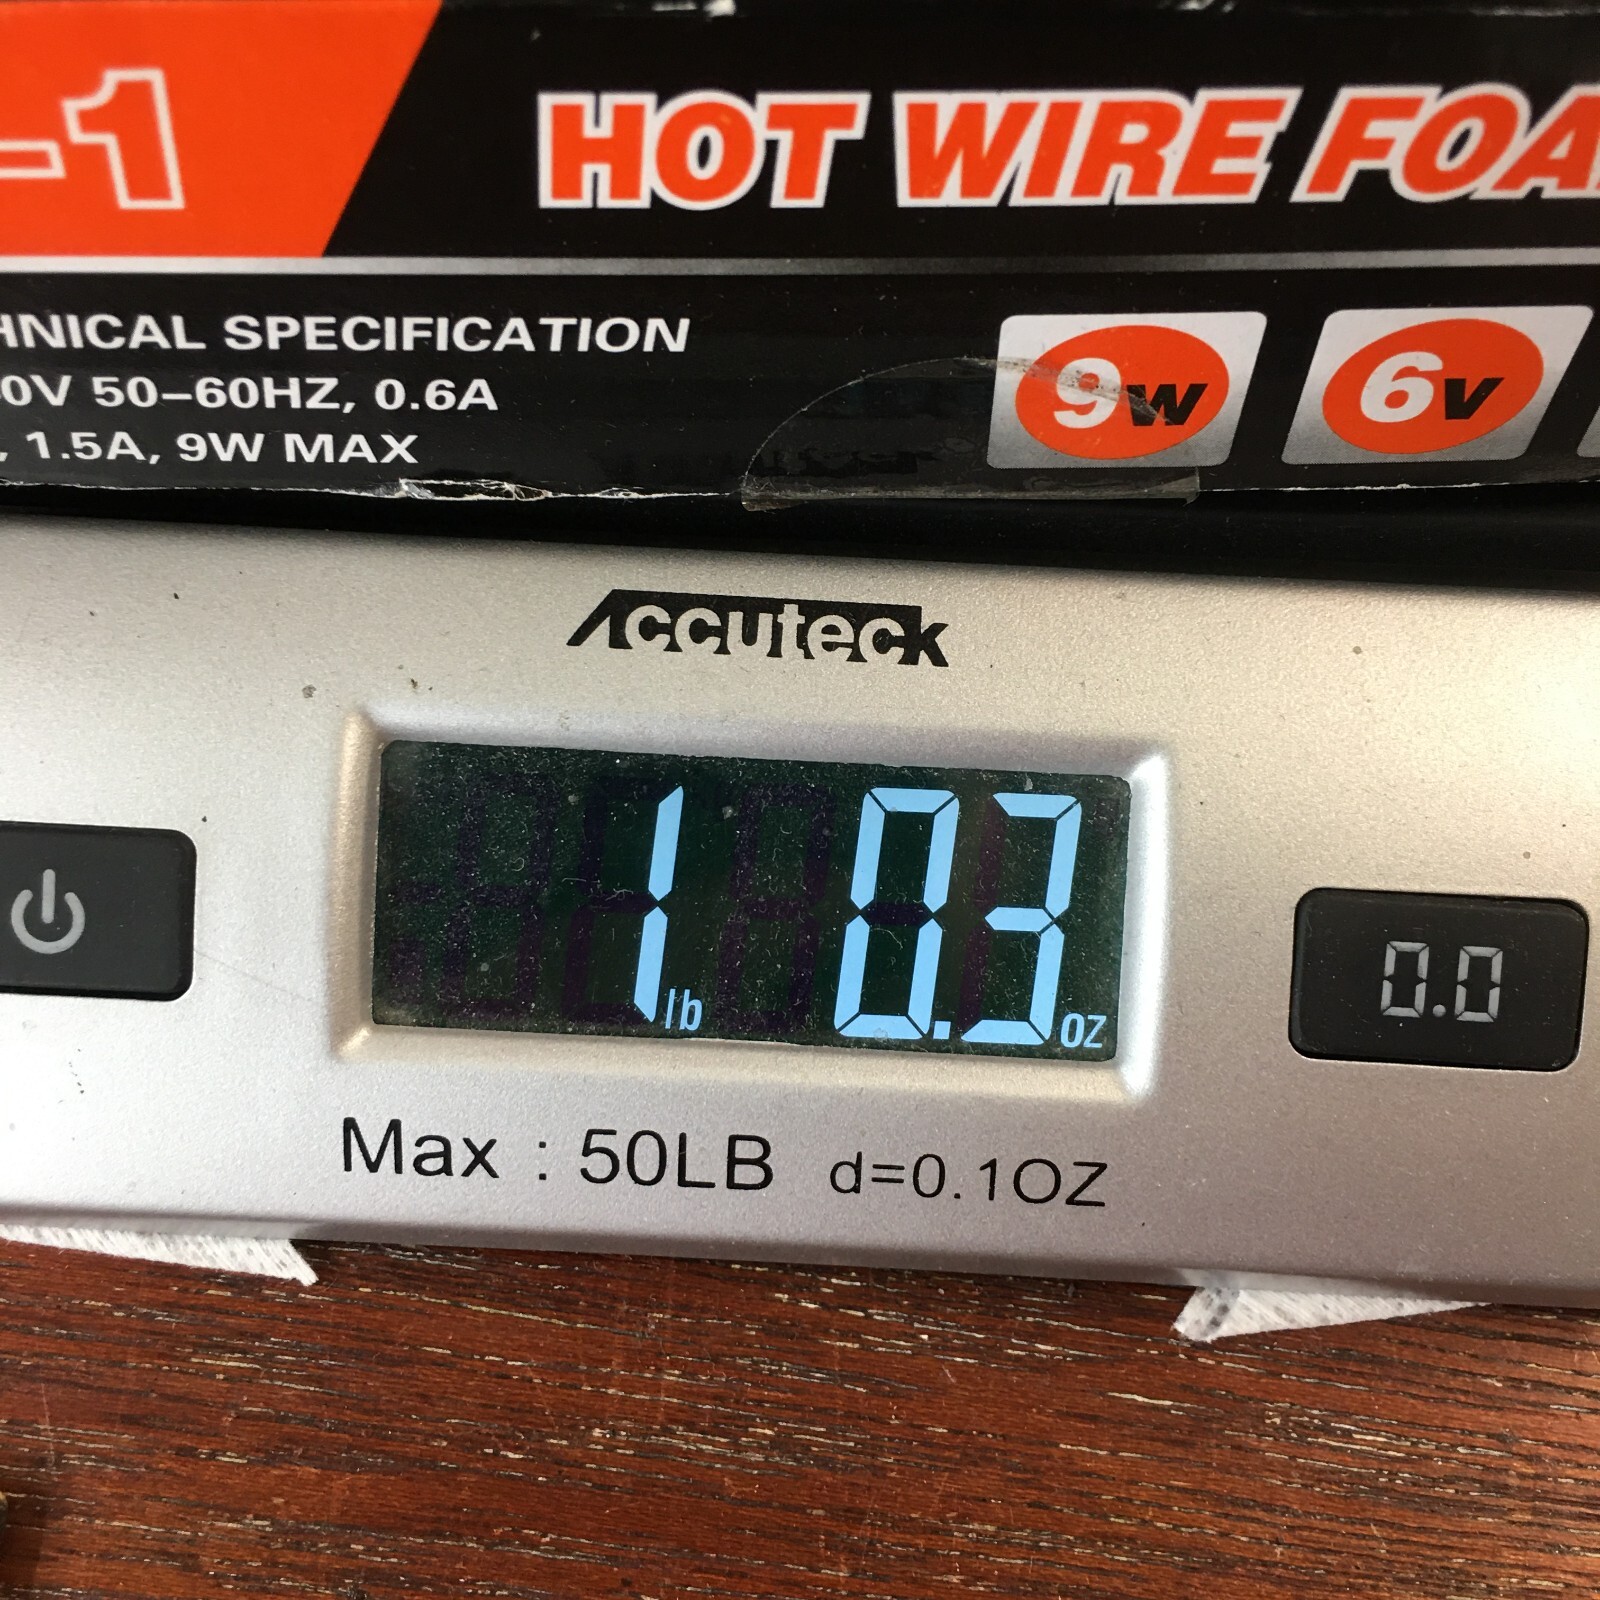 -1
HOT WIRE FOA
HNICAL SPECIFICATION
0V 50-60HZ, 0.6A
, 1.5A, 9W MAX
9W
6V
Accuteck
1 lb 0.3 oz
0.0
Max : 50LB d=0.1OZ